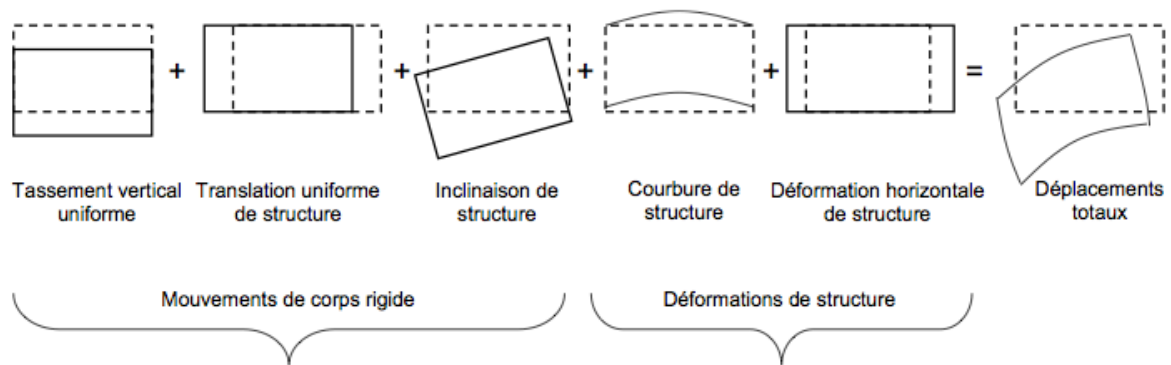 + + + + =
Tassement vertical
uniforme
Translation uniforme
de structure
Inclinaison de
structure
Courbure de
structure
Déformation horizontale
de structure
Déplacements
totaux
Mouvements de corps rigide
Déformations de structure